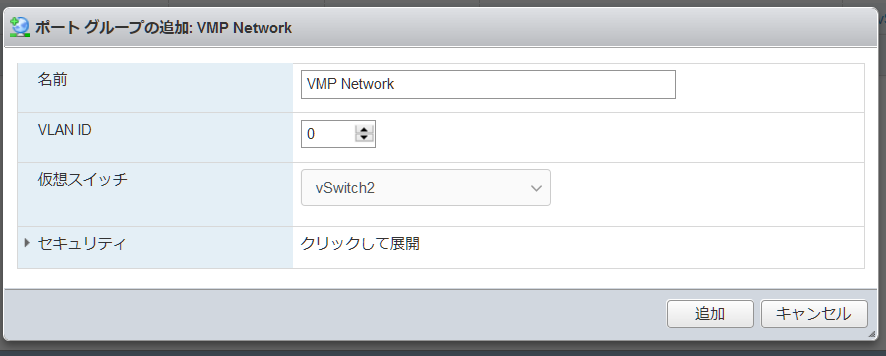 ポート グループの追加: VMP Network
名前
VMP Network
VLAN ID
0
仮想スイッチ
vSwitch2
セキュリティ
クリックして展開
追加
キャンセル